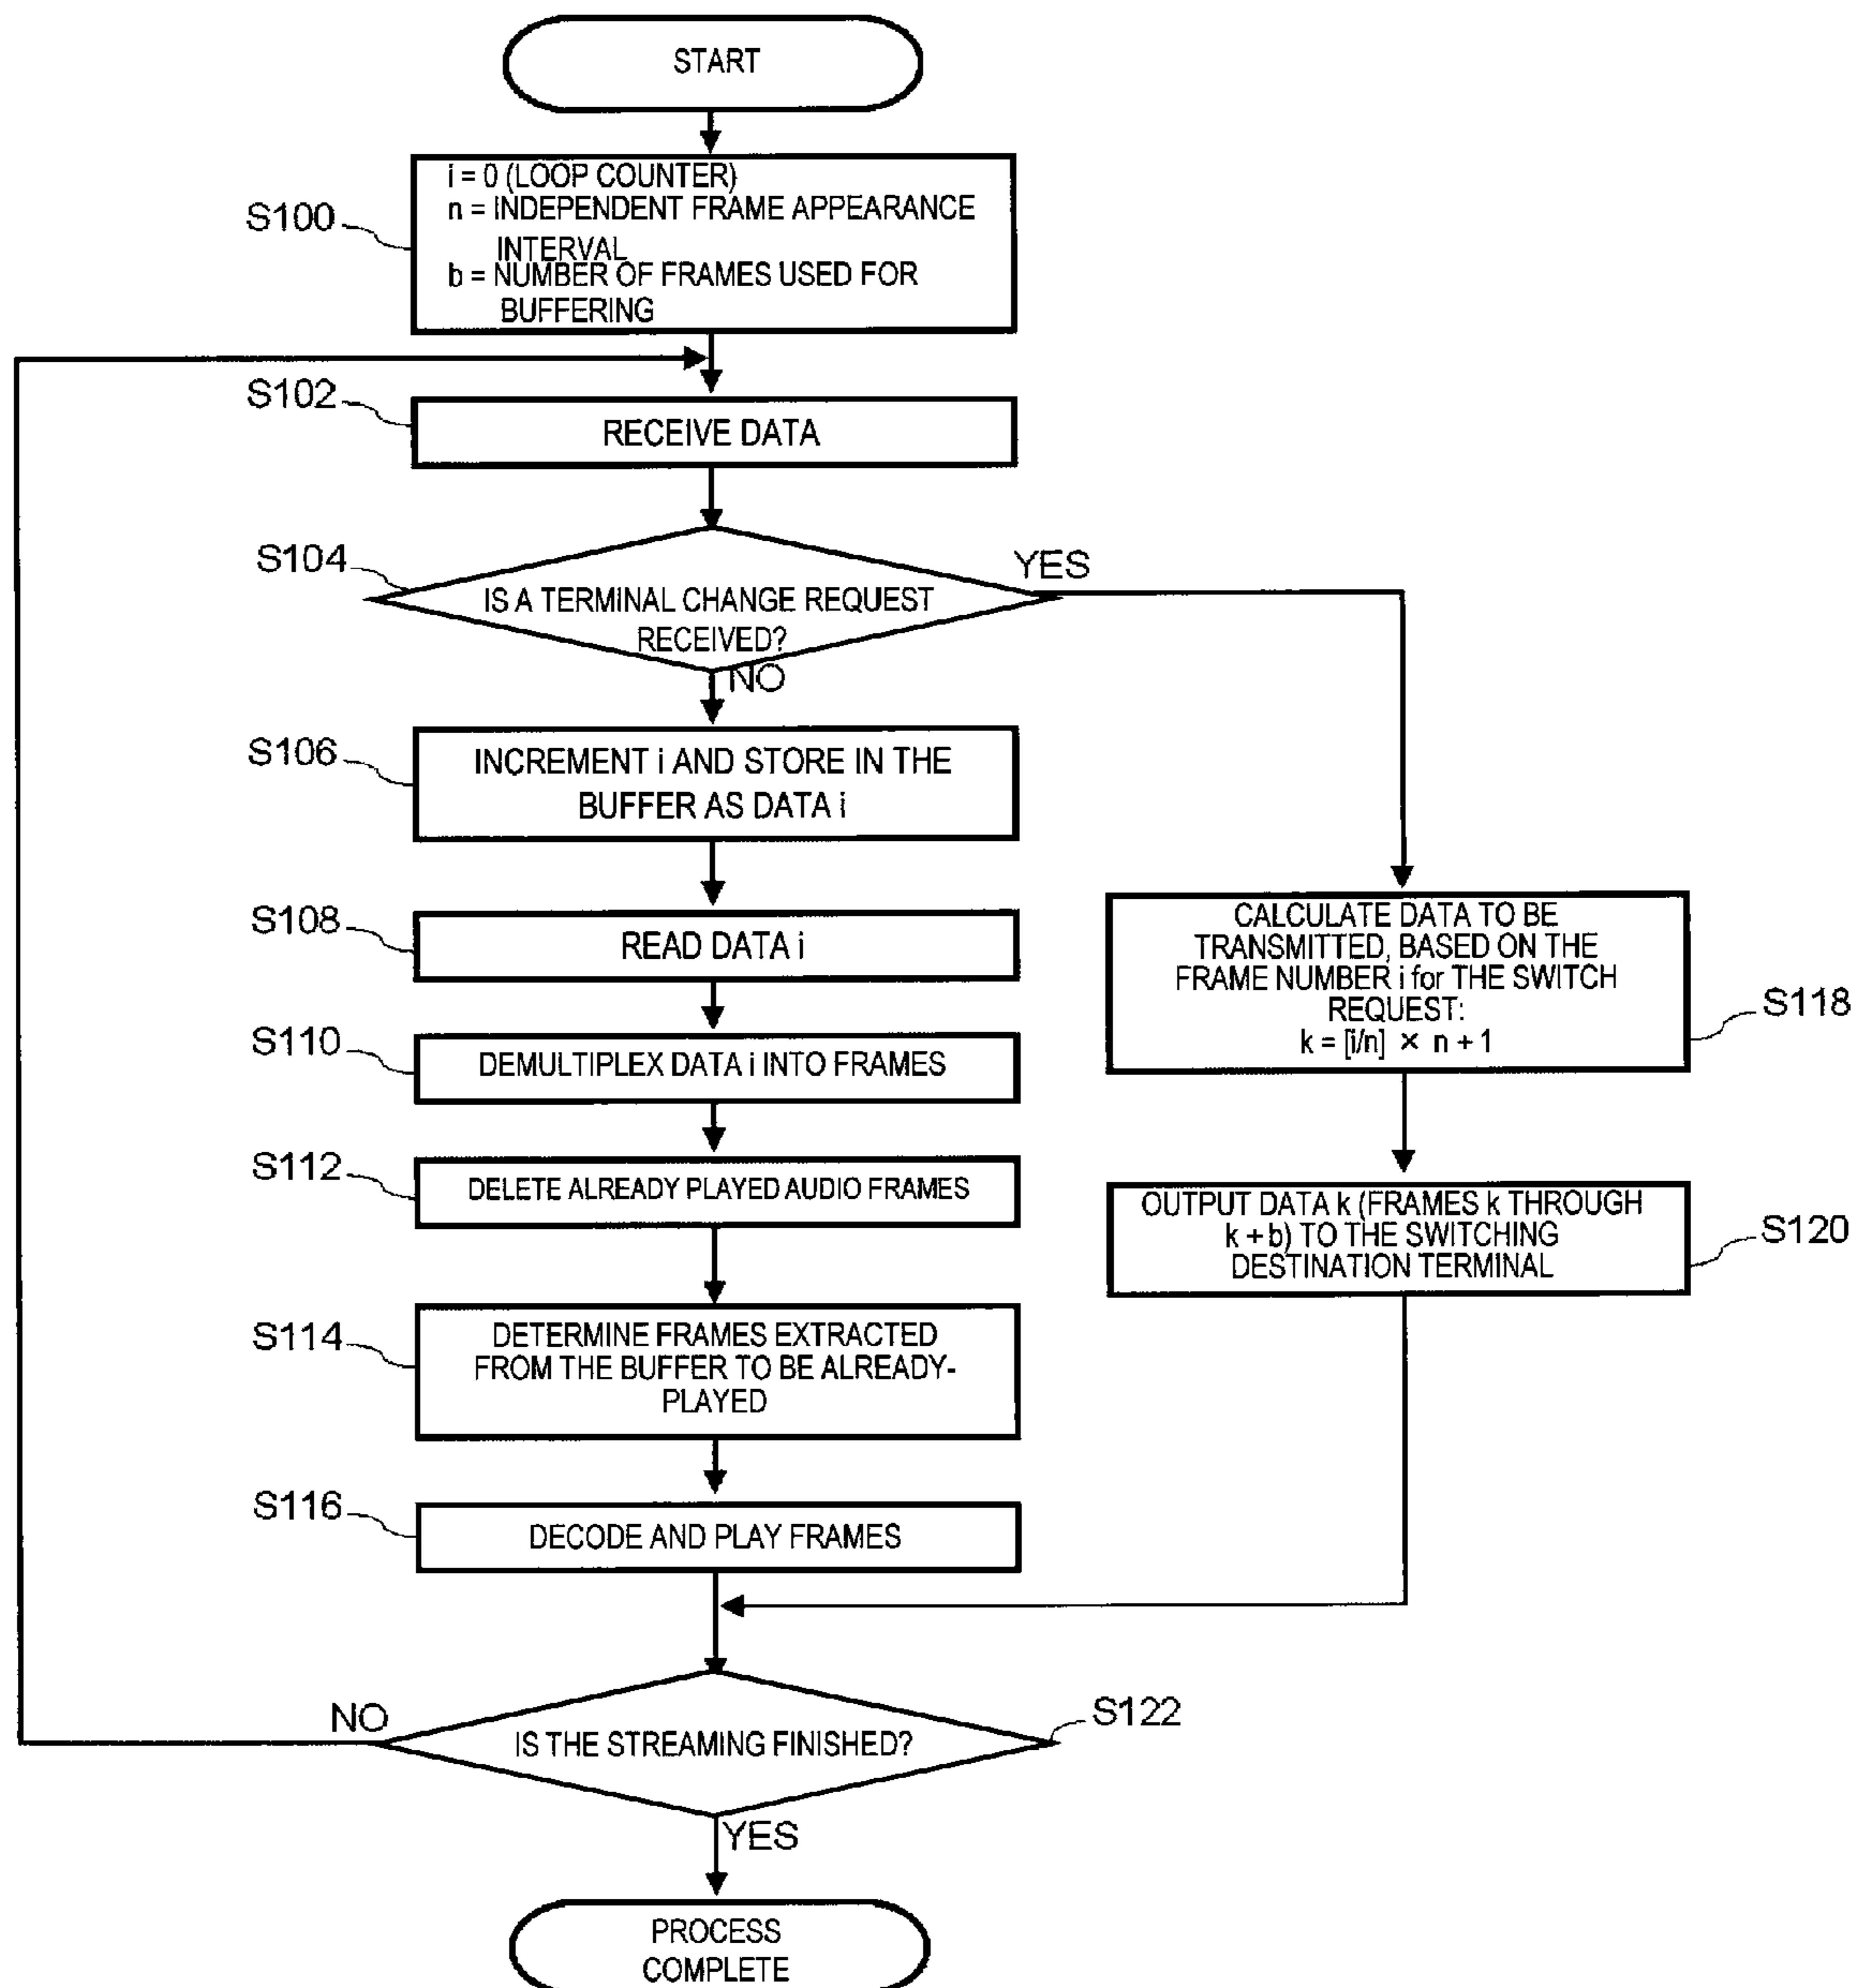 START
S100
i = 0 (LOOP COUNTER)
n = INDEPENDENT FRAME APPEARANCE
INTERVAL
b = NUMBER OF FRAMES USED FOR
BUFFERING
S102
RECEIVE DATA
S104
IS A TERMINAL CHANGE REQUEST
RECEIVED?
YES
NO
S106
INCREMENT i AND STORE IN THE
BUFFER AS DATA i
S108
READ DATA i
S110
DEMULTIPLEX DATA i INTO FRAMES
S112
DELETE ALREADY PLAYED AUDIO FRAMES
S114
DETERMINE FRAMES EXTRACTED
FROM THE BUFFER TO BE ALREADY-
PLAYED
S116
DECODE AND PLAY FRAMES
CALCULATE DATA TO BE
TRANSMITTED, BASED ON THE
FRAME NUMBER i for THE SWITCH
REQUEST:
k = [i/n] × n + 1
S118
OUTPUT DATA k (FRAMES k THROUGH
k + b) TO THE SWITCHING
DESTINATION TERMINAL
S120
NO
IS THE STREAMING FINISHED?
S122
YES
PROCESS
COMPLETE